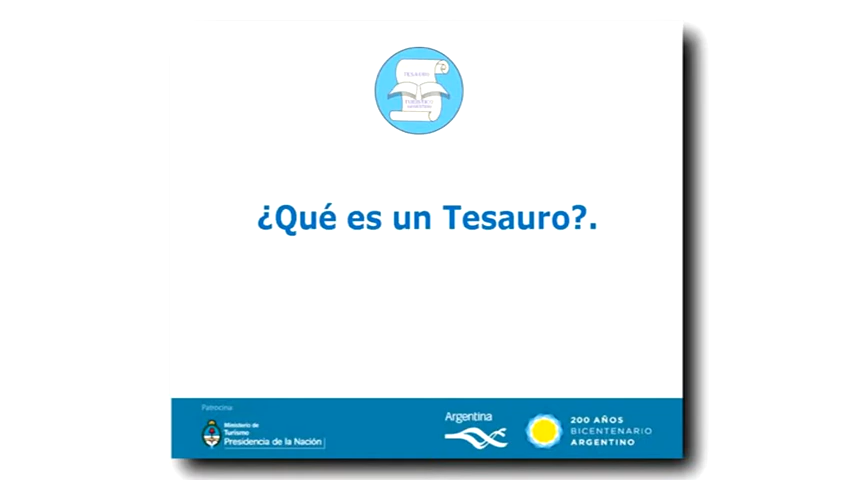 ¿Qué es un Tesauro?.
Patrocina
Ministerio de
Turismo
Presidencia de la Nación
Argentina
200 AÑOS
BICENTENARIO
ARGENTINO